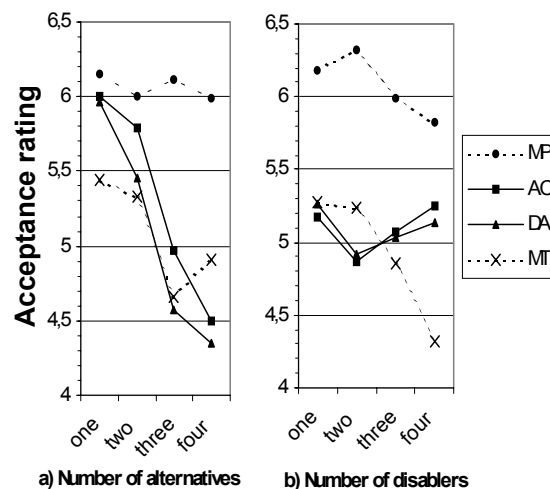 Acceptance rating
6,5
6
5,5
5
4,5
4
one
two
three
four
a) Number of alternatives
6,5
6
5,5
5
4,5
4
one
two
three
four
b) Number of disablers
MP
AC
DA
MT